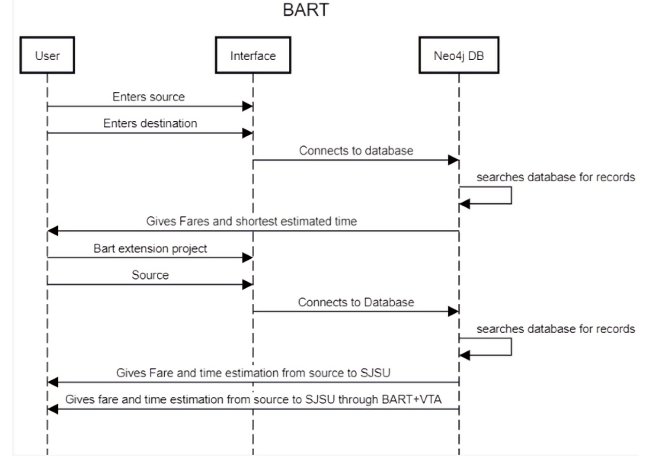 BART
User
Interface
Neo4j DB
Enters source
Enters destination
Connects to database
searches database for records
Gives Fares and shortest estimated time
Bart extension project
Source
Connects to Database
searches database for records
Gives Fare and time estimation from source to SJSU
Gives fare and time estimation from source to SJSU through BART+VTA